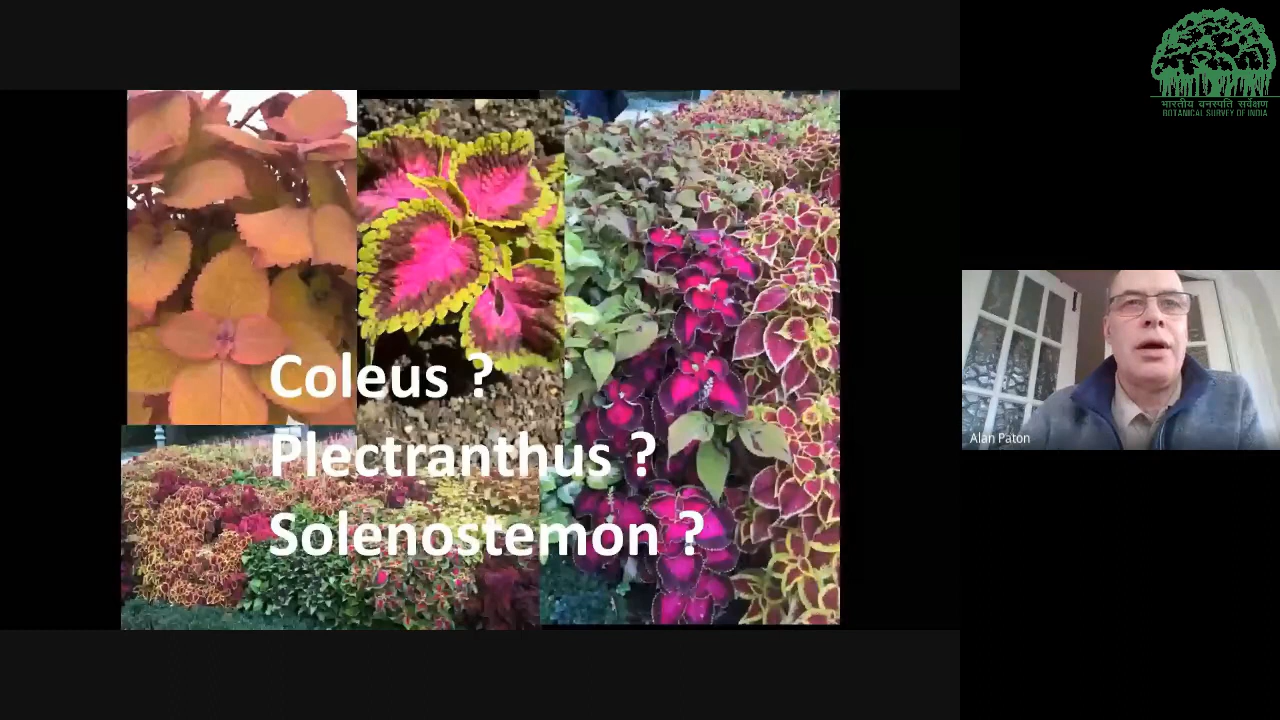 Coleus ?
Plectranthus ?
Solenostemon ?
भारतीय वनस्पति सर्वेक्षण
BOTANICAL SURVEY OF INDIA
Alan Paton